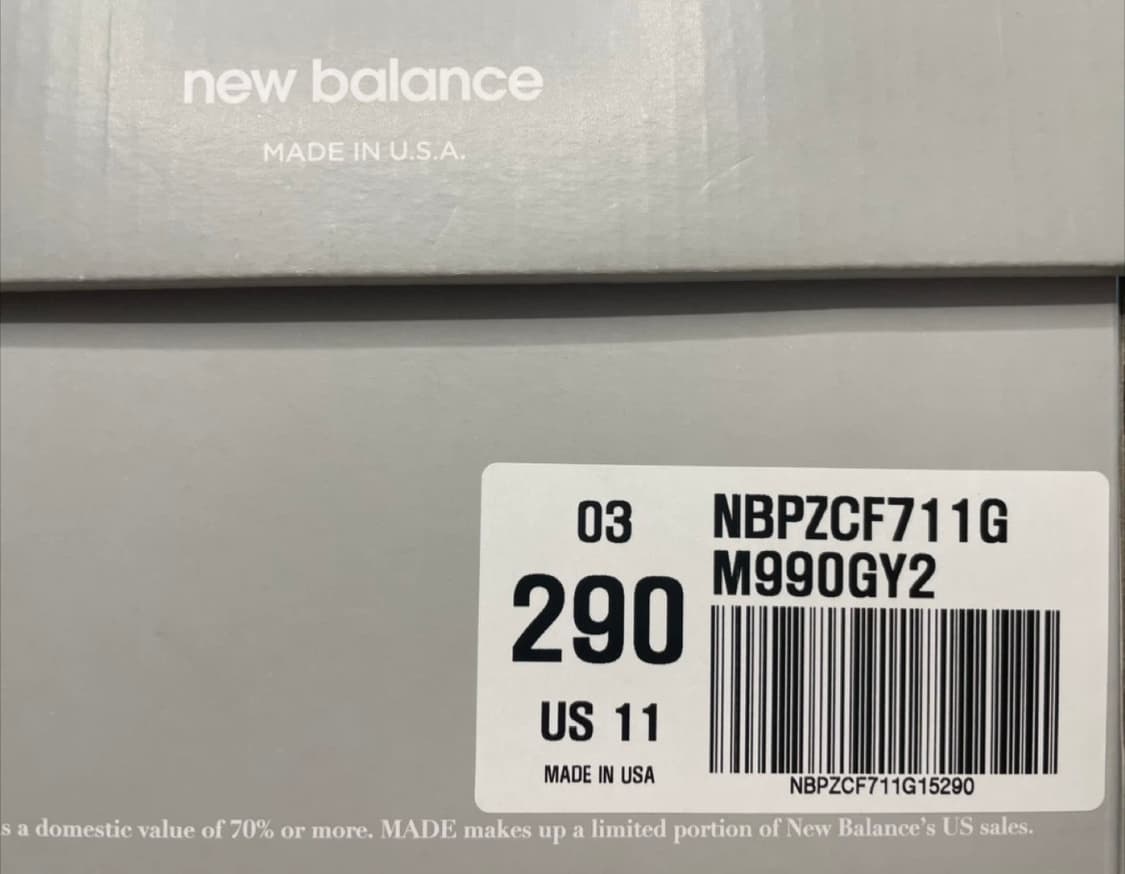 new balance
MADE IN U.S.A.
03
290
US 11
MADE IN USA
NBPZCF711G
M990GY2
NBPZCF711G15290
s a domestic value of 70% or more. MADE makes up a limited portion of New Balance's US sales.